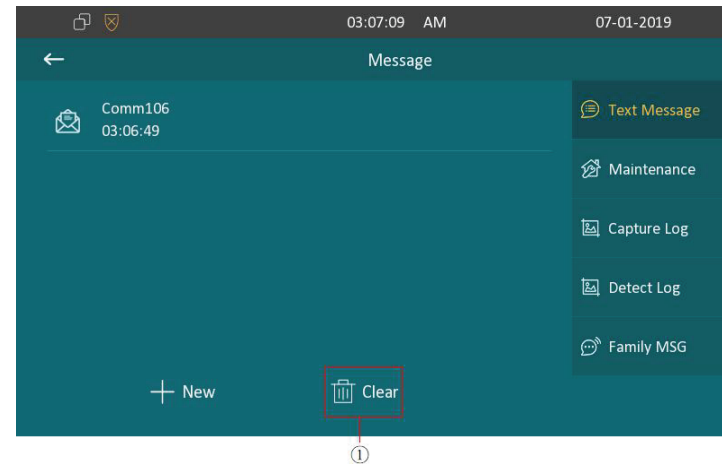 03:07:09 AM 07-01-2019
Message
Comm106
03:06:49
Text Message
Maintenance
Capture Log
Detect Log
Family MSG
New
Clear
①